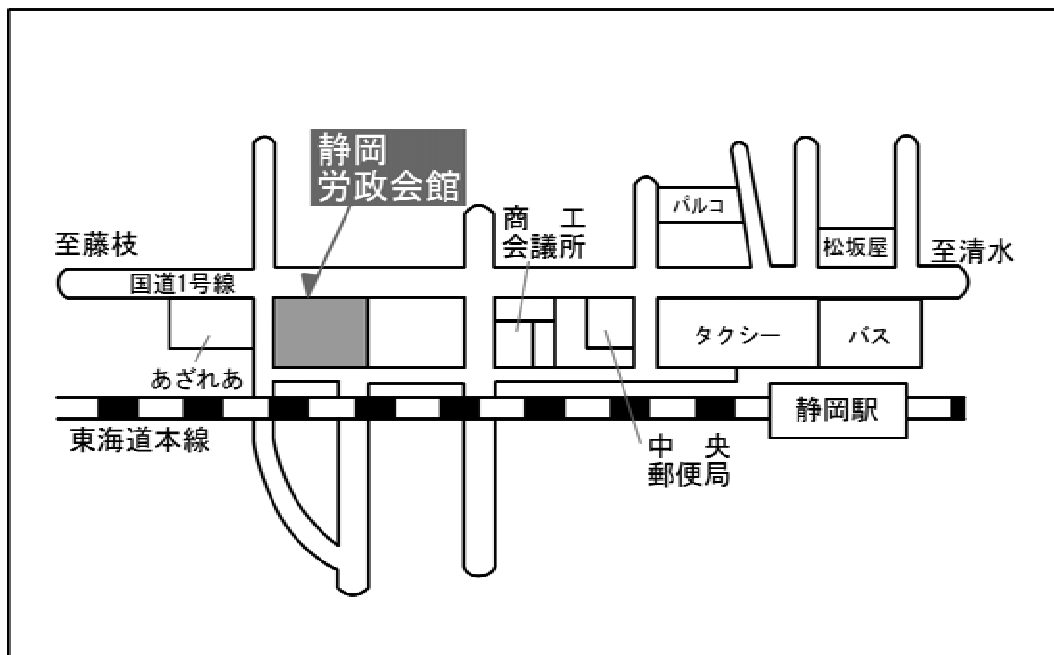 静岡
労政会館
パルコ
商工
会議所
至藤枝
松坂屋
至清水
国道1号線
タクシー
バス
あざれあ
静岡駅
東海道本線
中央
郵便局